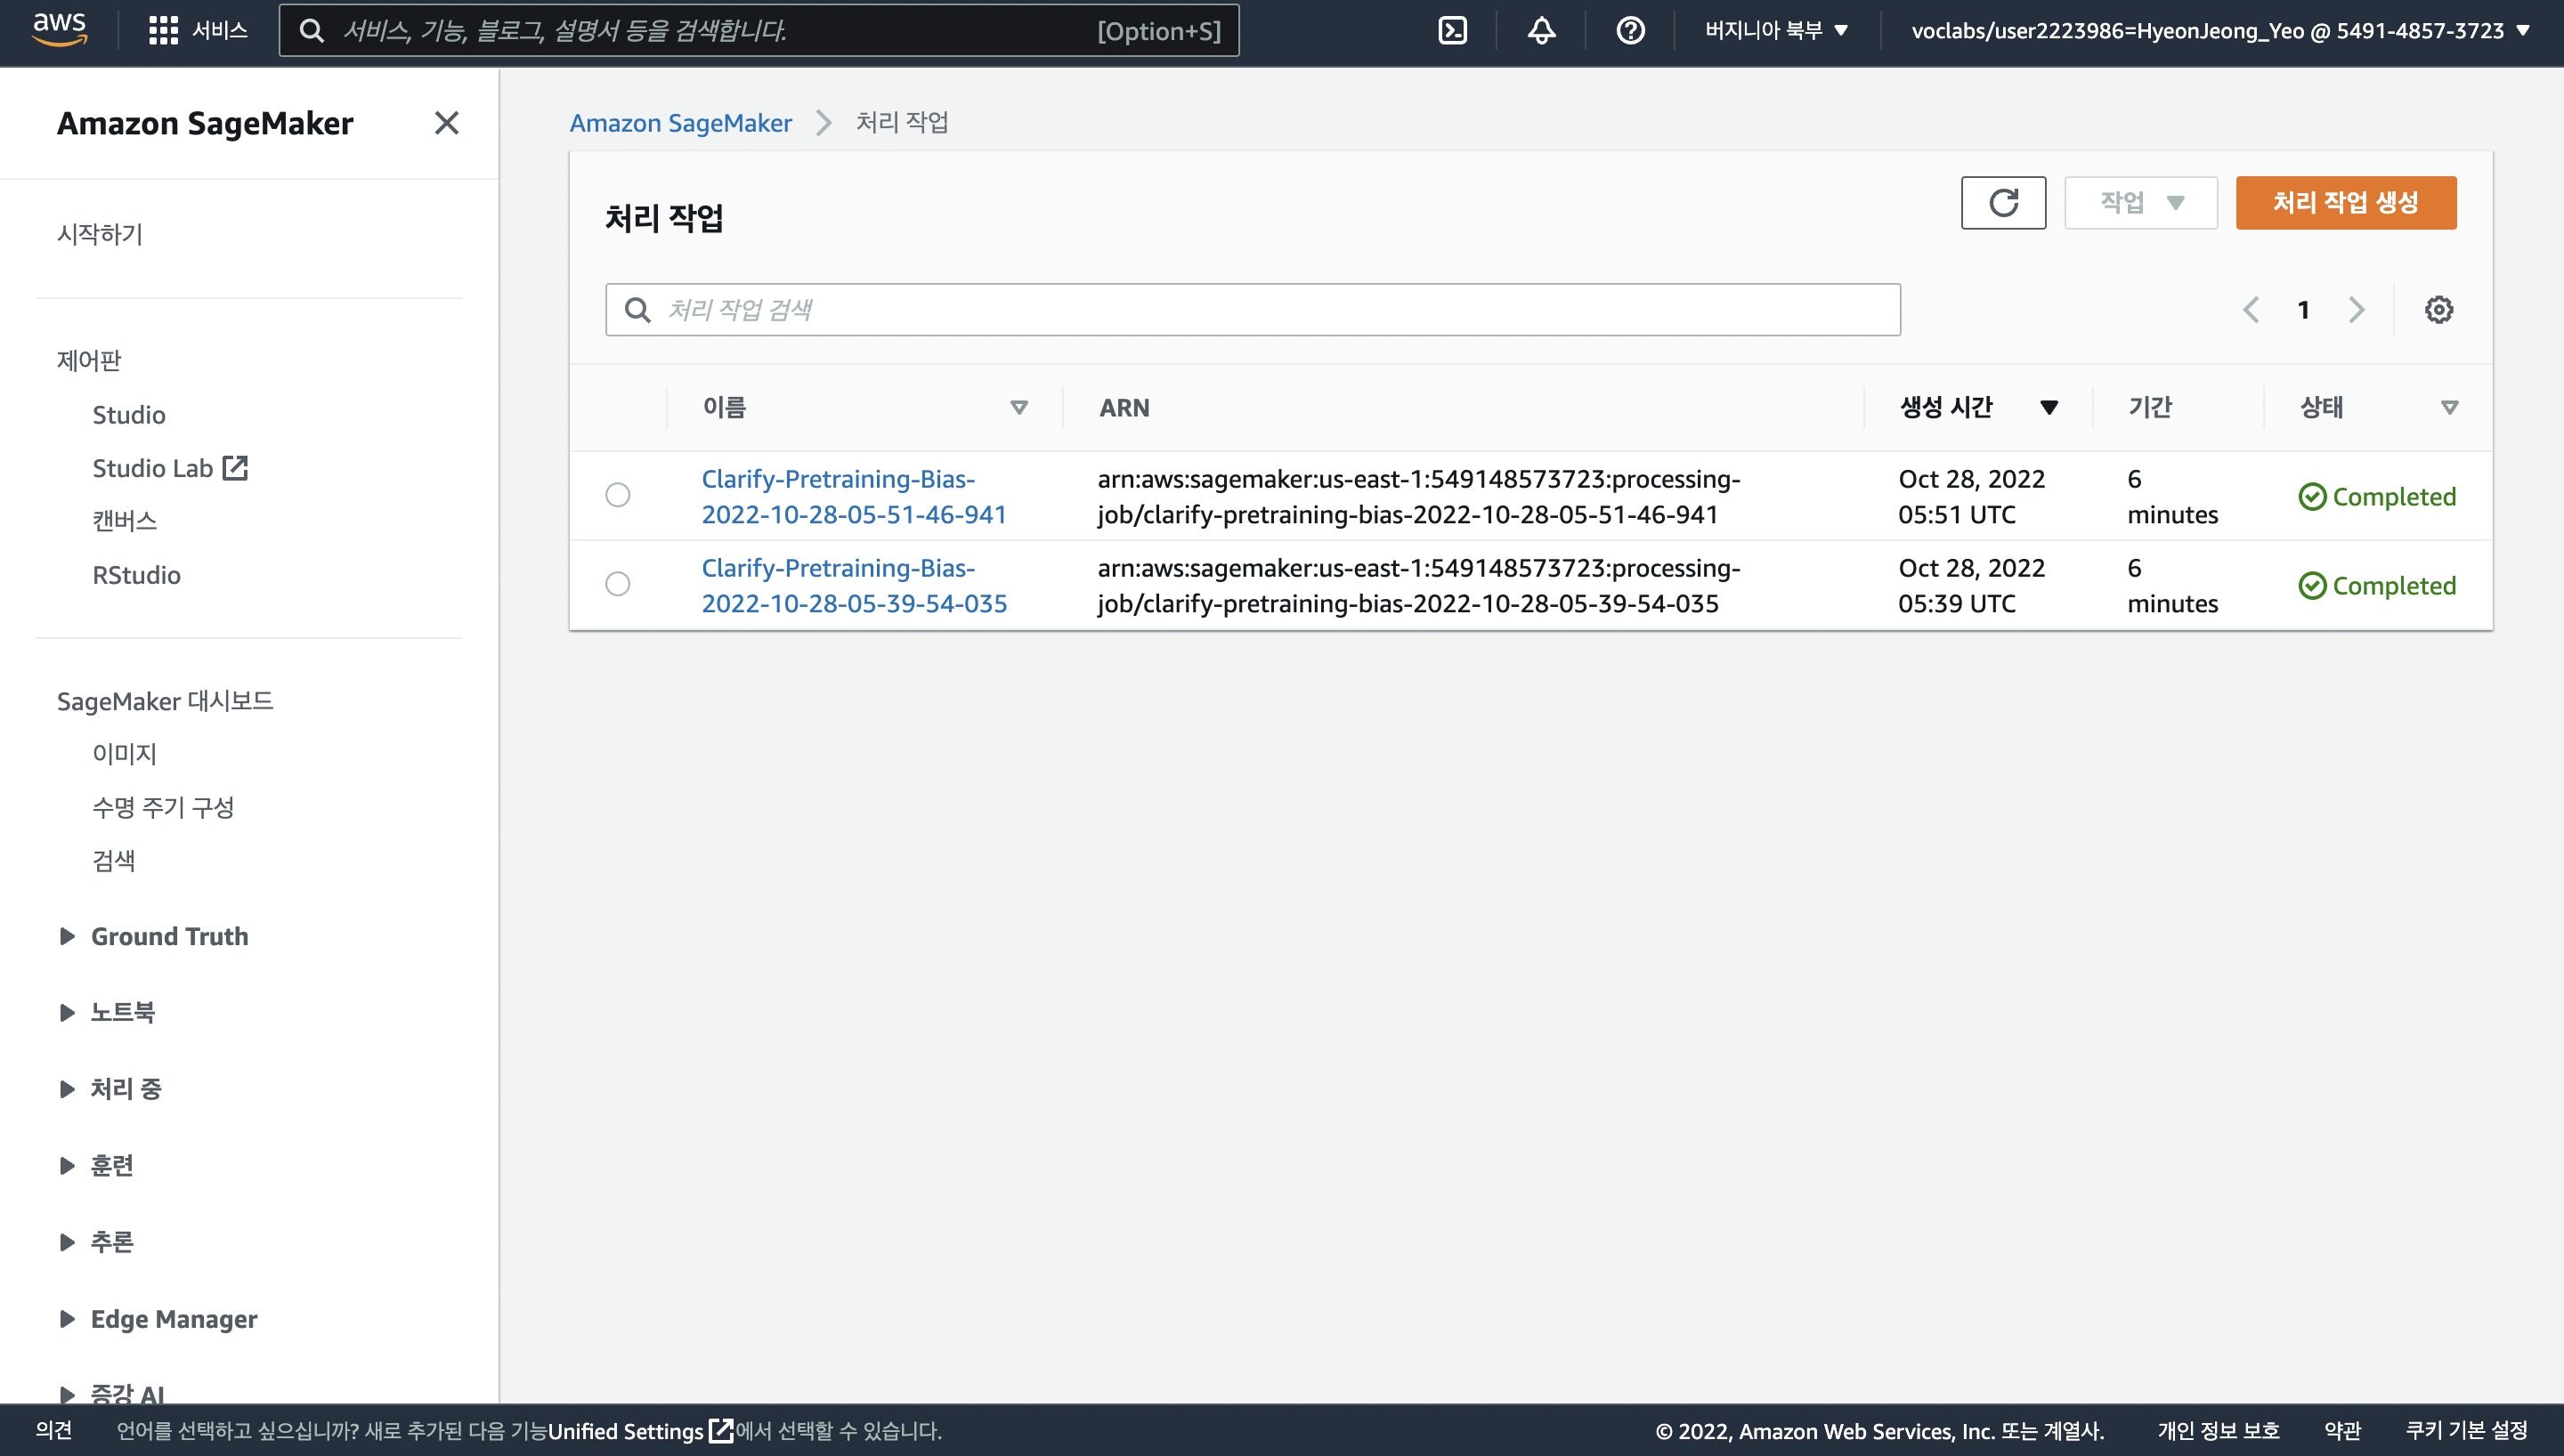 aws
서비스
서비스, 기능, 블로그, 설명서 등을 검색합니다.
[Option+S]
버지니아 북부
voclabs/user2223986=HyeonJeong_Yeo @ 5491-4857-3723
Amazon SageMaker
시작하기
제어판
Studio
Studio Lab
캔버스
RStudio
SageMaker 대시보드
이미지
수명 주기 구성
검색
Ground Truth
노트북
처리 중
훈련
추론
Edge Manager
증강 AI
Amazon SageMaker
처리 작업
처리 작업
작업
처리 작업 생성
처리 작업 검색
1
이름
ARN
생성 시간
기간
상태
Clarify-Pretraining-Bias-
2022-10-28-05-51-46-941
arn:aws:sagemaker:us-east-1:549148573723:processing-
job/clarify-pretraining-bias-2022-10-28-05-51-46-941
Oct 28, 2022
05:51 UTC
6
minutes
Completed
Clarify-Pretraining-Bias-
2022-10-28-05-39-54-035
arn:aws:sagemaker:us-east-1:549148573723:processing-
job/clarify-pretraining-bias-2022-10-28-05-39-54-035
Oct 28, 2022
05:39 UTC
6
minutes
Completed
의견
언어를 선택하고 싶으십니까? 새로 추가된 다음 기능Unified Settings에서 선택할 수 있습니다.
© 2022, Amazon Web Services, Inc. 또는 계열사.
개인 정보 보호
약관
쿠키 기본 설정